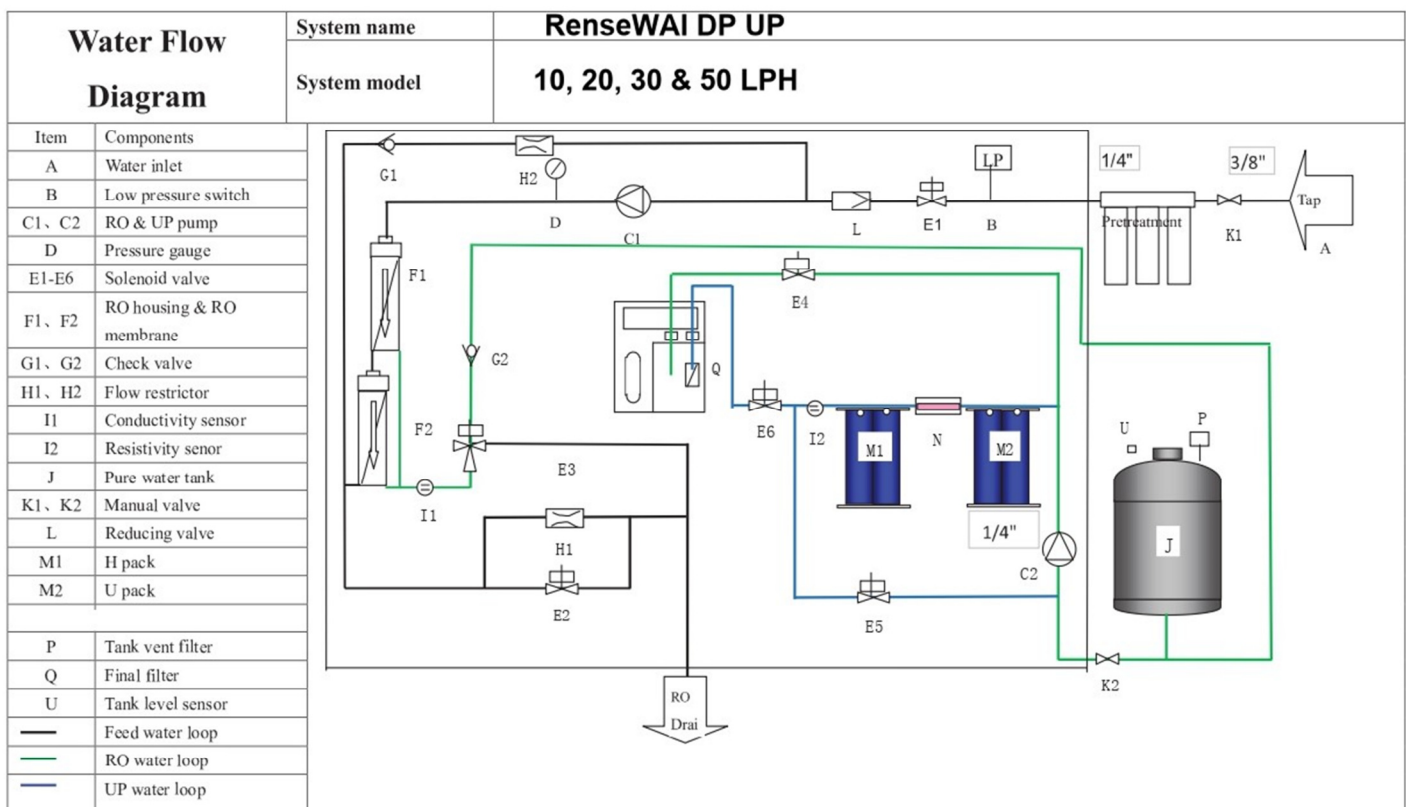 Water Flow
Diagram
System name
RenseWAI DP UP
System model
10, 20, 30 & 50 LPH
Item Components
A Water inlet
B Low pressure switch
C1、C2 RO & UP pump
D Pressure gauge
E1-E6 Solenoid valve
F1、F2 RO housing & RO
membrane
G1、G2 Check valve
H1、H2 Flow restrictor
I1 Conductivity sensor
I2 Resistivity senor
J Pure water tank
K1、K2 Manual valve
L Reducing valve
M1 H pack
M2 U pack
P Tank vent filter
Q Final filter
U Tank level sensor
Feed water loop
RO water loop
UP water loop
G1
H2
LP
1/4"
3/8"
D
C1
L
E1
B
Pretreatment
K1
Tap
A
F1
E4
G2
Q
F2
E6
I2
M1
N
M2
U
P
E3
I1
H1
1/4"
C2
J
E2
E5
K2
RO
Drai